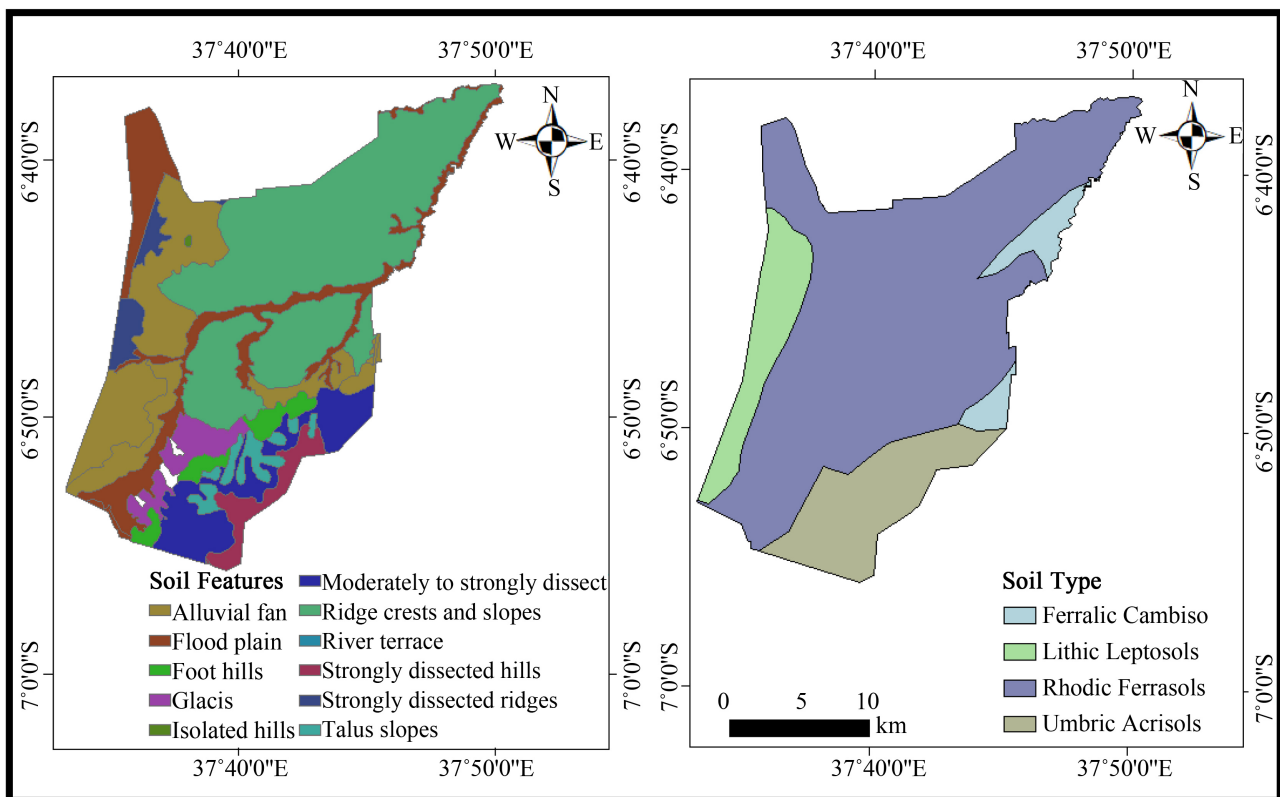 37°40'0"E
37°50'0"E
37°40'0"E
37°50'0"E
N
W
E
S
N
W
E
S
6°40'0"S
6°40'0"S
6°40'0"S
6°40'0"S
6°50'0"S
6°50'0"S
6°50'0"S
6°50'0"S
7°0'0"S
7°0'0"S
7°0'0"S
7°0'0"S
Soil Features
Alluvial fan
Flood plain
Foot hills
Glacis
Isolated hills
Moderately to strongly dissect
Ridge crests and slopes
River terrace
Strongly dissected hills
Strongly dissected ridges
Talus slopes
0 5 10
km
Soil Type
Ferralic Cambiso
Lithic Leptosols
Rhodic Ferrasols
Umbric Acrisols
37°40'0"E
37°50'0"E
37°40'0"E
37°50'0"E